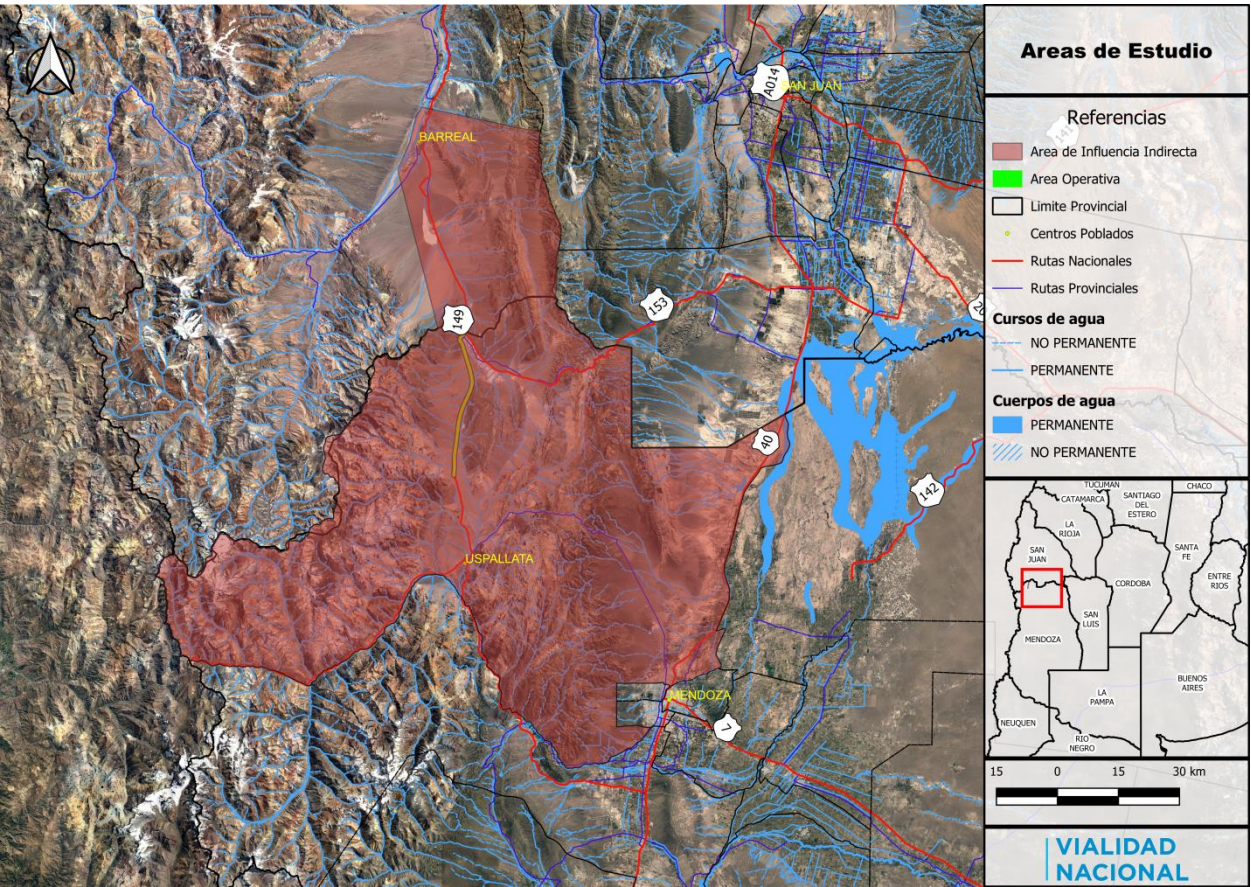 N
BARREAL
A014
SAN JUAN
149
153
20
40
142
USPALLATA
MENDOZA
7
Areas de Estudio
Referencias
141
Area de Influencia Indirecta
Area Operativa
Limite Provincial
Centros Poblados
Rutas Nacionales
Rutas Provinciales
Cursos de agua
NO PERMANENTE
PERMANENTE
Cuerpos de agua
PERMANENTE
NO PERMANENTE
TUCUMAN
CHACO
CATAMARCA
SANTIAGO
DEL
ESTERO
LA
RIOJA
SAN
JUAN
SANTA
FE
CORDOBA
ENTRE
RIOS
SAN
LUIS
MENDOZA
BUENOS
AIRES
LA
PAMPA
NEUQUEN
RIO
NEGRO
15 0 15 30 km
VIALIDAD
NACIONAL